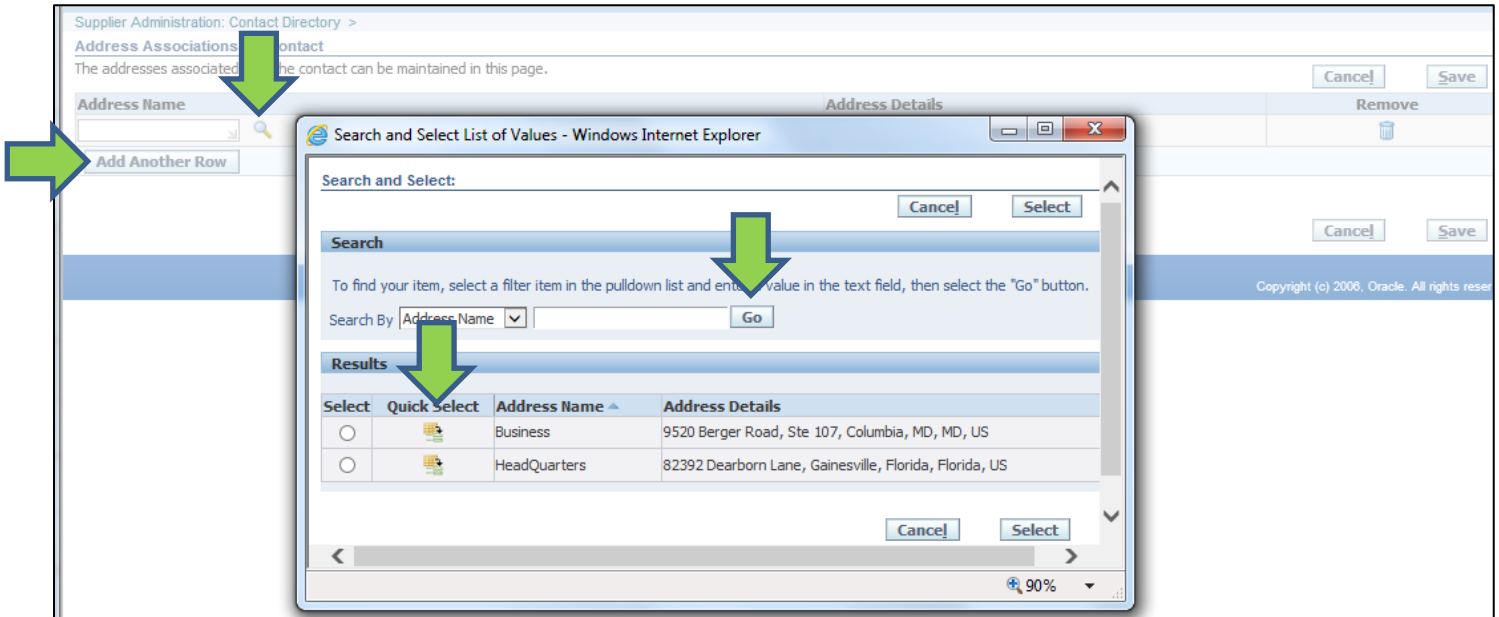 Supplier Administration: Contact Directory >
Address Associations ontact
The addresses associated he contact can be maintained in this page.
Cancel Save
Address Name Address Details Remove
Add Another Row
Search and Select List of Values - Windows Internet Explorer
Search and Select:
Cancel Select
Search
To find your item, select a filter item in the pulldown list and ente value in the text field, then select the "Go" button.
Search By Address Name Go
Results
Select Quick Select Address Name Address Details
Business 9520 Berger Road, Ste 107, Columbia, MD, MD, US
HeadQuarters 82392 Dearborn Lane, Gainesville, Florida, Florida, US
Cancel Select
90%
Cancel Save
Copyright (c) 2006, Oracle. All rights reser